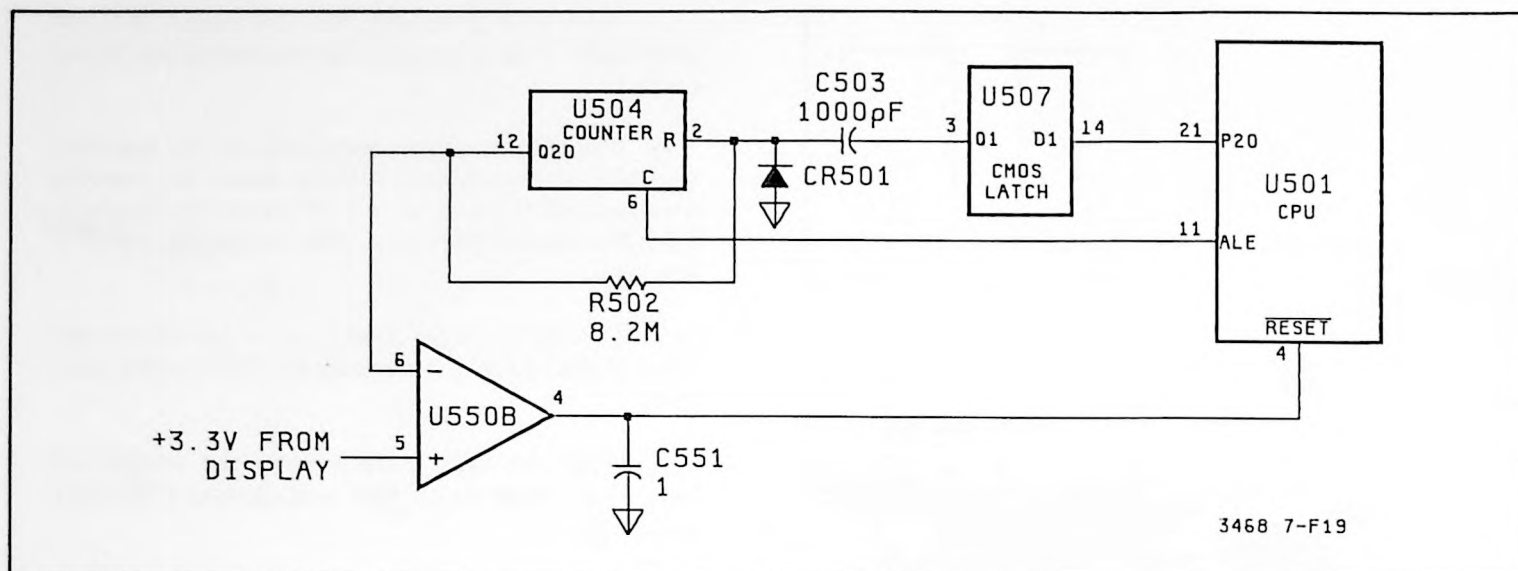 U504
COUNTER
12
Q20
R
2
C
6
C503
1000pF
CR501
3
U507
Q1
D1
CMOS
LATCH
14
21
P20
U501
CPU
11
ALE
RESET
4
R502
8.2M
6
-
U550B
4
+3.3V FROM
DISPLAY
5
+
C551
1
3468 7-F19